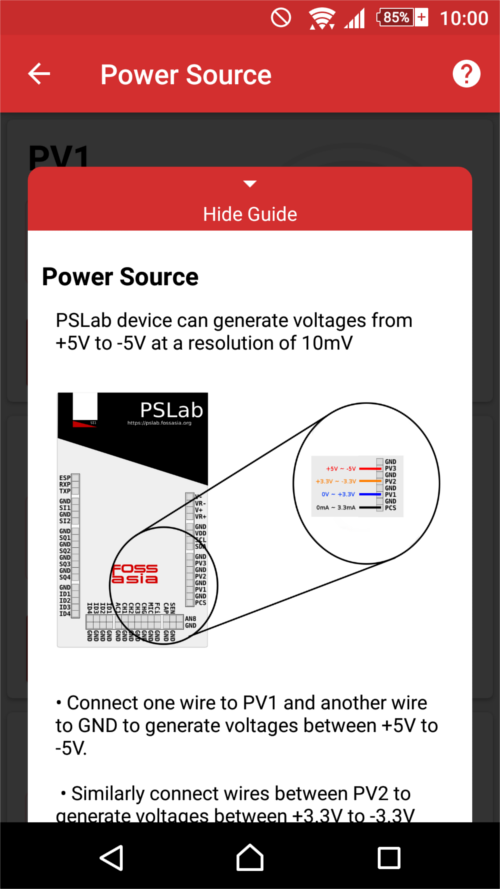 85%
10:00
Power Source
?
PV1
Hide Guide
Power Source
PSLab device can generate voltages from
+5V to -5V at a resolution of 10mV
PSLab
https://pslab.fossasia.org
ESP
RXP
TXP
GND
SI1
GND
SI2
GND
SQ1
GND
SQ2
GND
SQ3
GND
SQ4
GND
ID1
ID2
ID3
ID4
V-
VR-
V+
VR+
GND
VDD
SCL
SDA
GND
PV3
GND
PV2
GND
PV1
GND
PCS
FOSS
asia
SEN
CAP
AN8
GND
GND
+5V ~ -5V
PV3
GND
+3.3V ~ -3.3V
PV2
GND
0V ~ +3.3V
PV1
GND
0mA ~ 3.3mA
PCS
• Connect one wire to PV1 and another wire
to GND to generate voltages between +5V to
-5V.
• Similarly connect wires between PV2 to
generate voltages between +3.3V to -3.3V